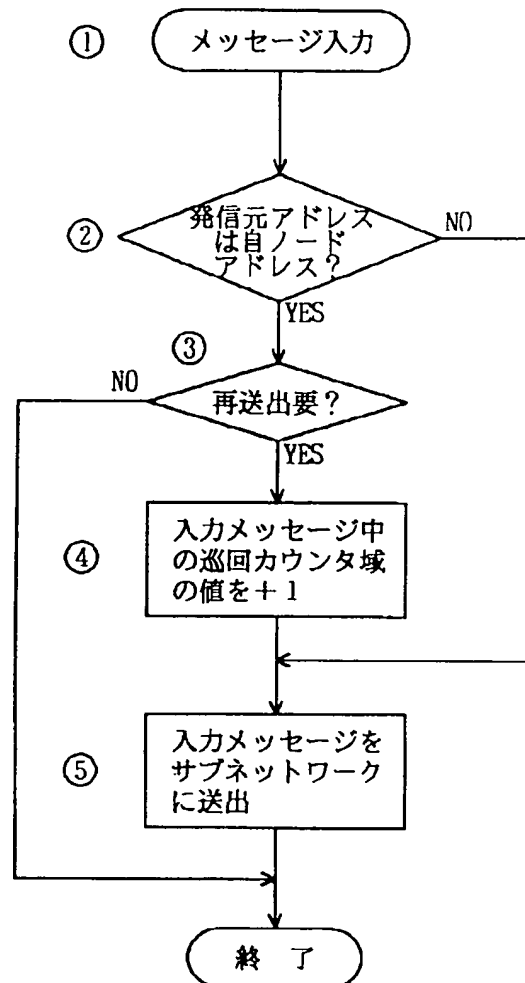 ① メッセージ入力
発信元アドレス
② は自ノード
アドレス？
NO
YES
③
NO
再送出要？
YES
入力メッセージ中
④ の巡回カウンタ域
の値を＋１
入力メッセージを
⑤ サブネットワーク
に送出
終 了